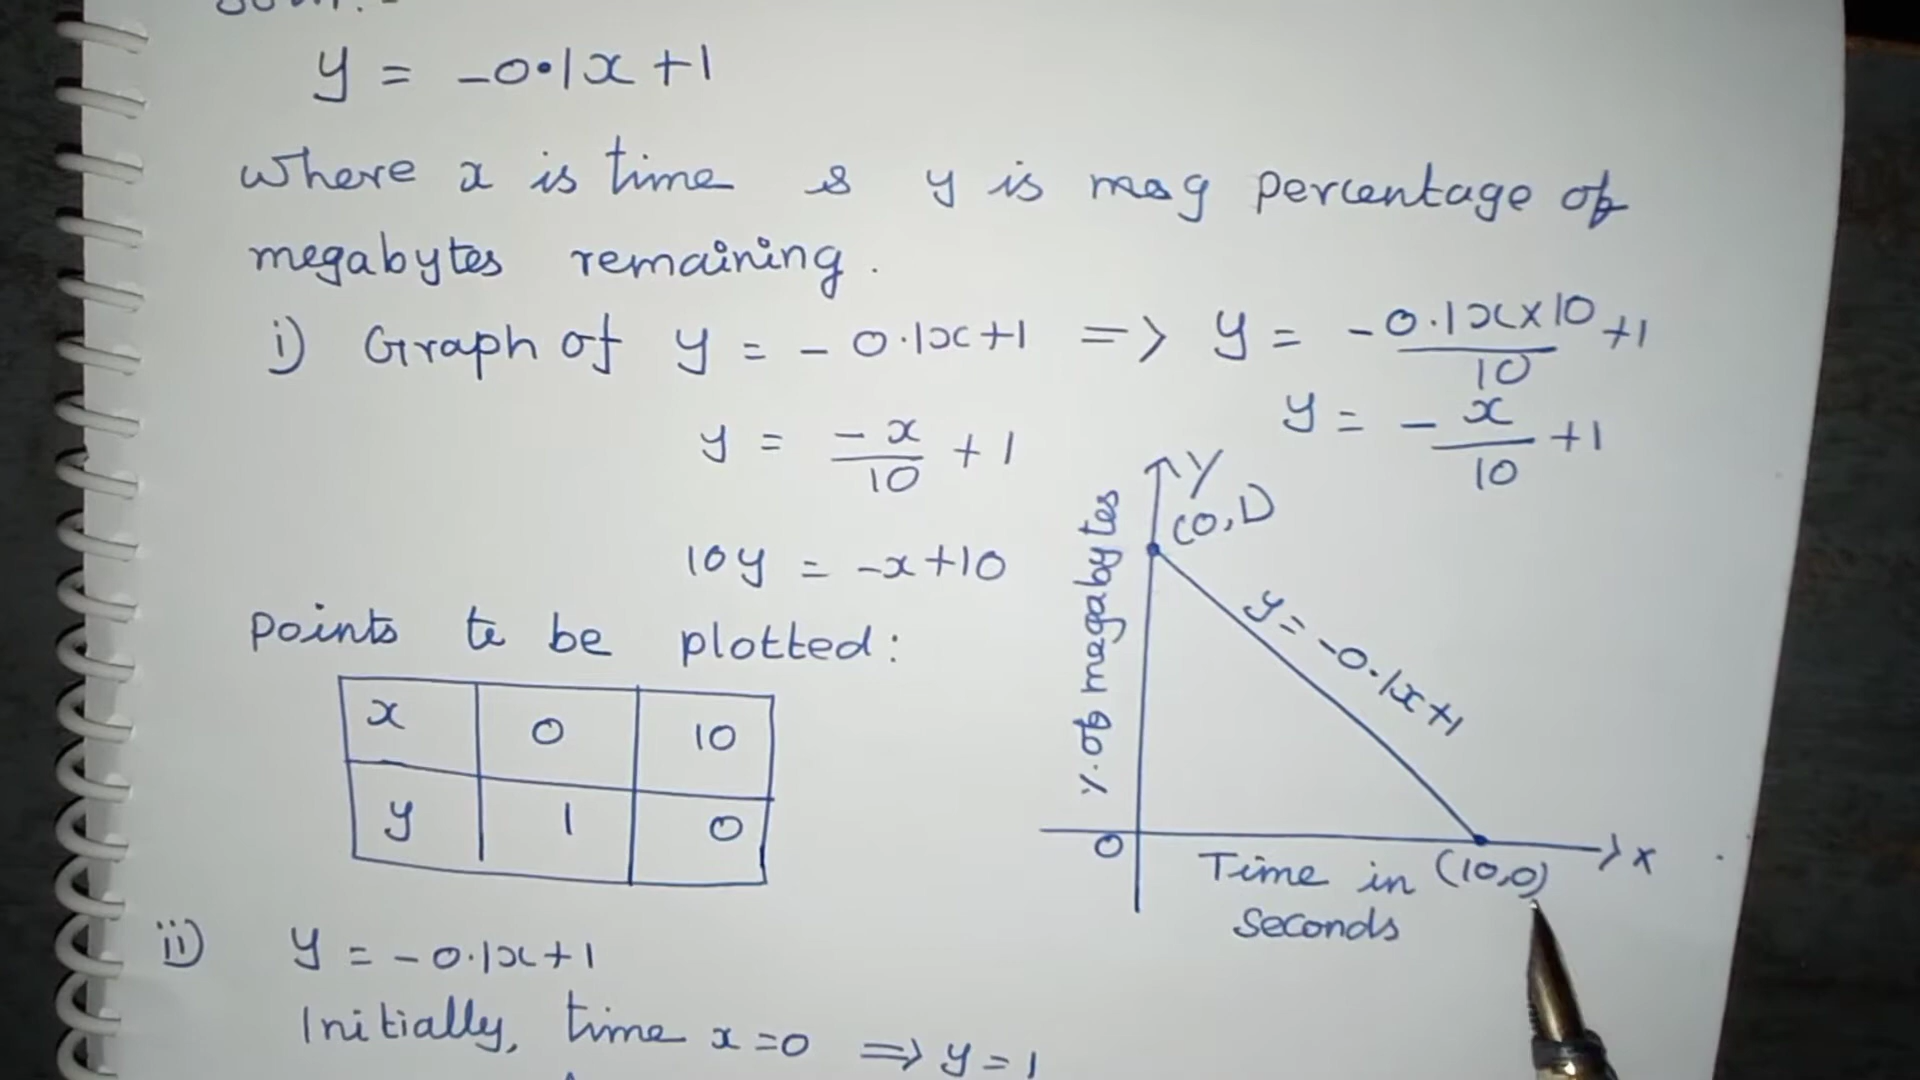 y = -0.1x +1
where x is time & y is mag percentage of
megabytes remaining.
i) Graph of y = -0.1x+1 => y = -0.1x×10/10 +1
y = -x/10 + 1
y = -x/10 +1
10y = -x+10
points to be plotted:
x 0 10
y 1 0
Y
(0,1)
% of megabytes
y = -0.1x+1
0
X
Time in (10,0)
seconds
ii) y = -0.1x+1
Initially, time x=0 => y=1